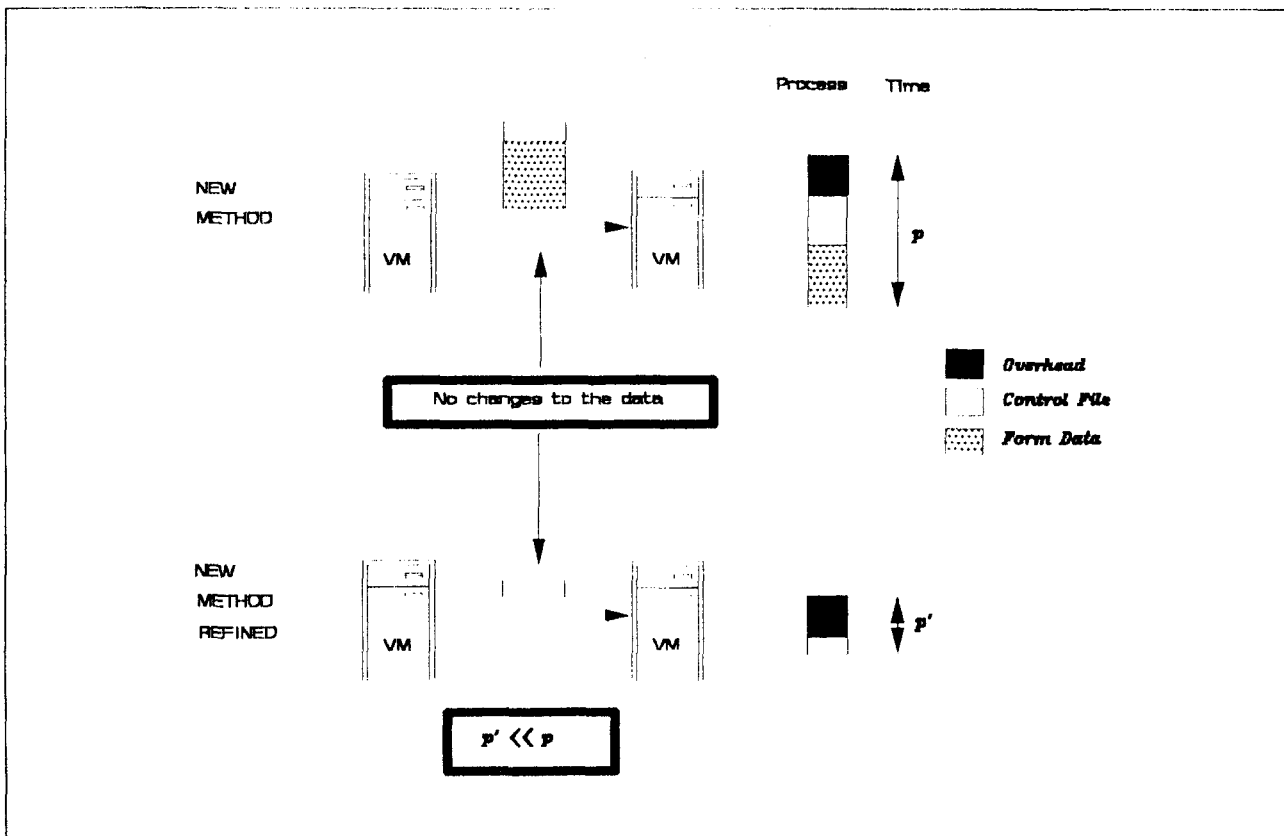 Process Time
NEW
METHOD
VM
VM
p
No changes to the data
Overhead
Control File
Form Data
NEW
METHOD
REFINED
VM
VM
p'
p' << p